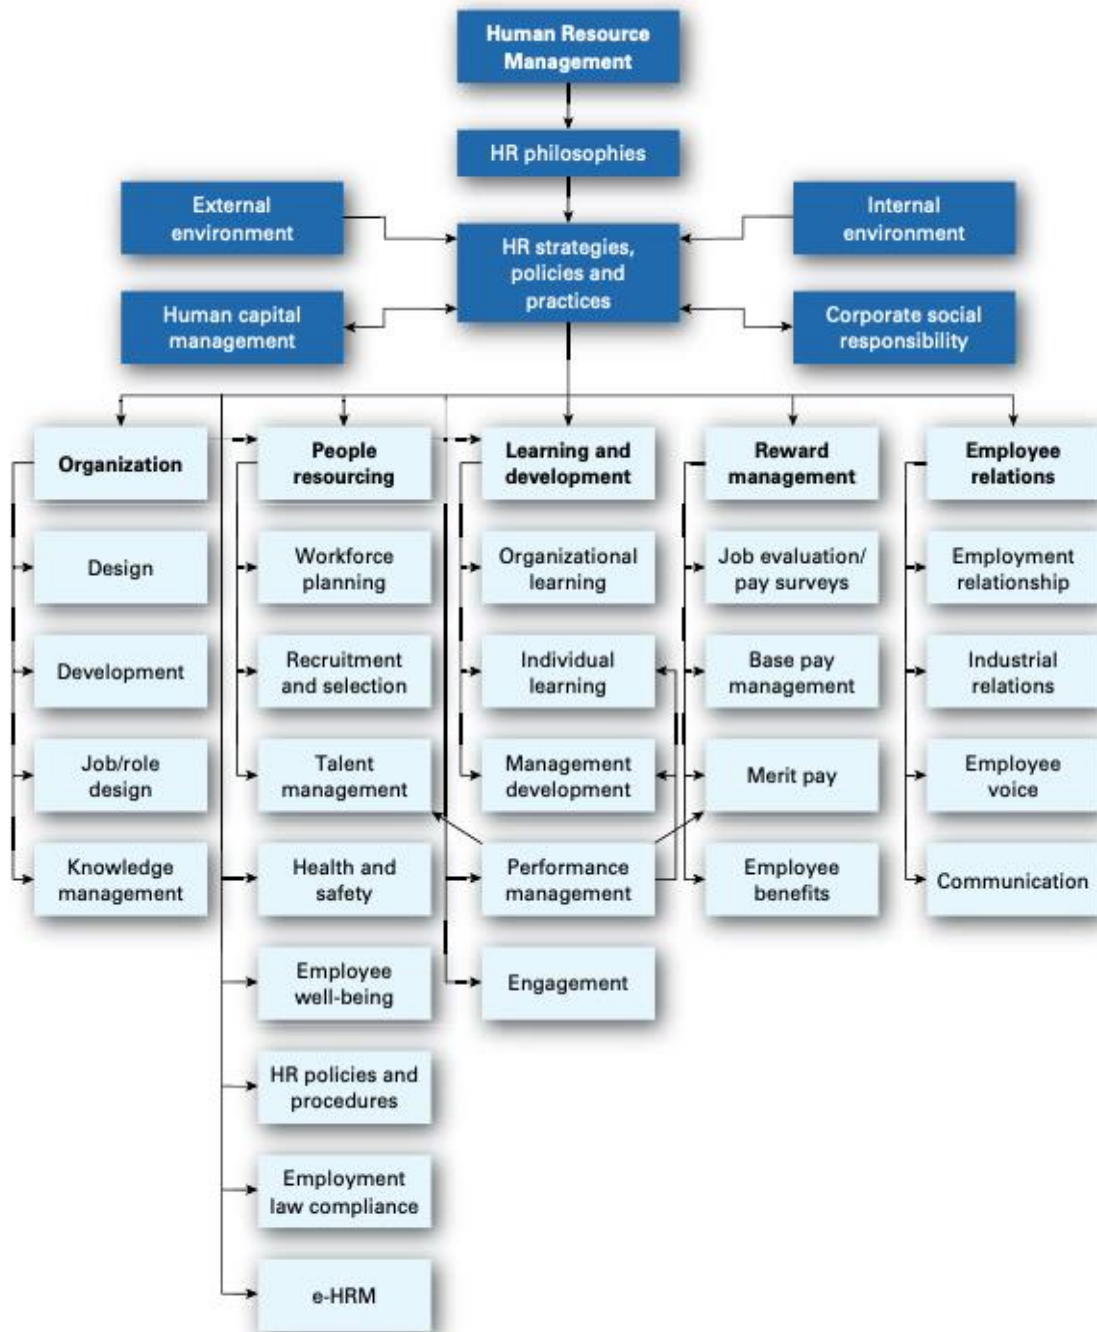 Human Resource
Management
HR philosophies
External
environment
Internal
environment
HR strategies,
policies and
practices
Human capital
management
Corporate social
responsibility
Organization
People
resourcing
Learning and
development
Reward
management
Employee
relations
Design
Workforce
planning
Organizational
learning
Job evaluation/
pay surveys
Employment
relationship
Development
Recruitment
and selection
Individual
learning
Base pay
management
Industrial
relations
Job/role
design
Talent
management
Management
development
Merit pay
Employee
voice
Knowledge
management
Health and
safety
Performance
management
Employee
benefits
Communication
Employee
well-being
Engagement
HR policies and
procedures
Employment
law compliance
e-HRM